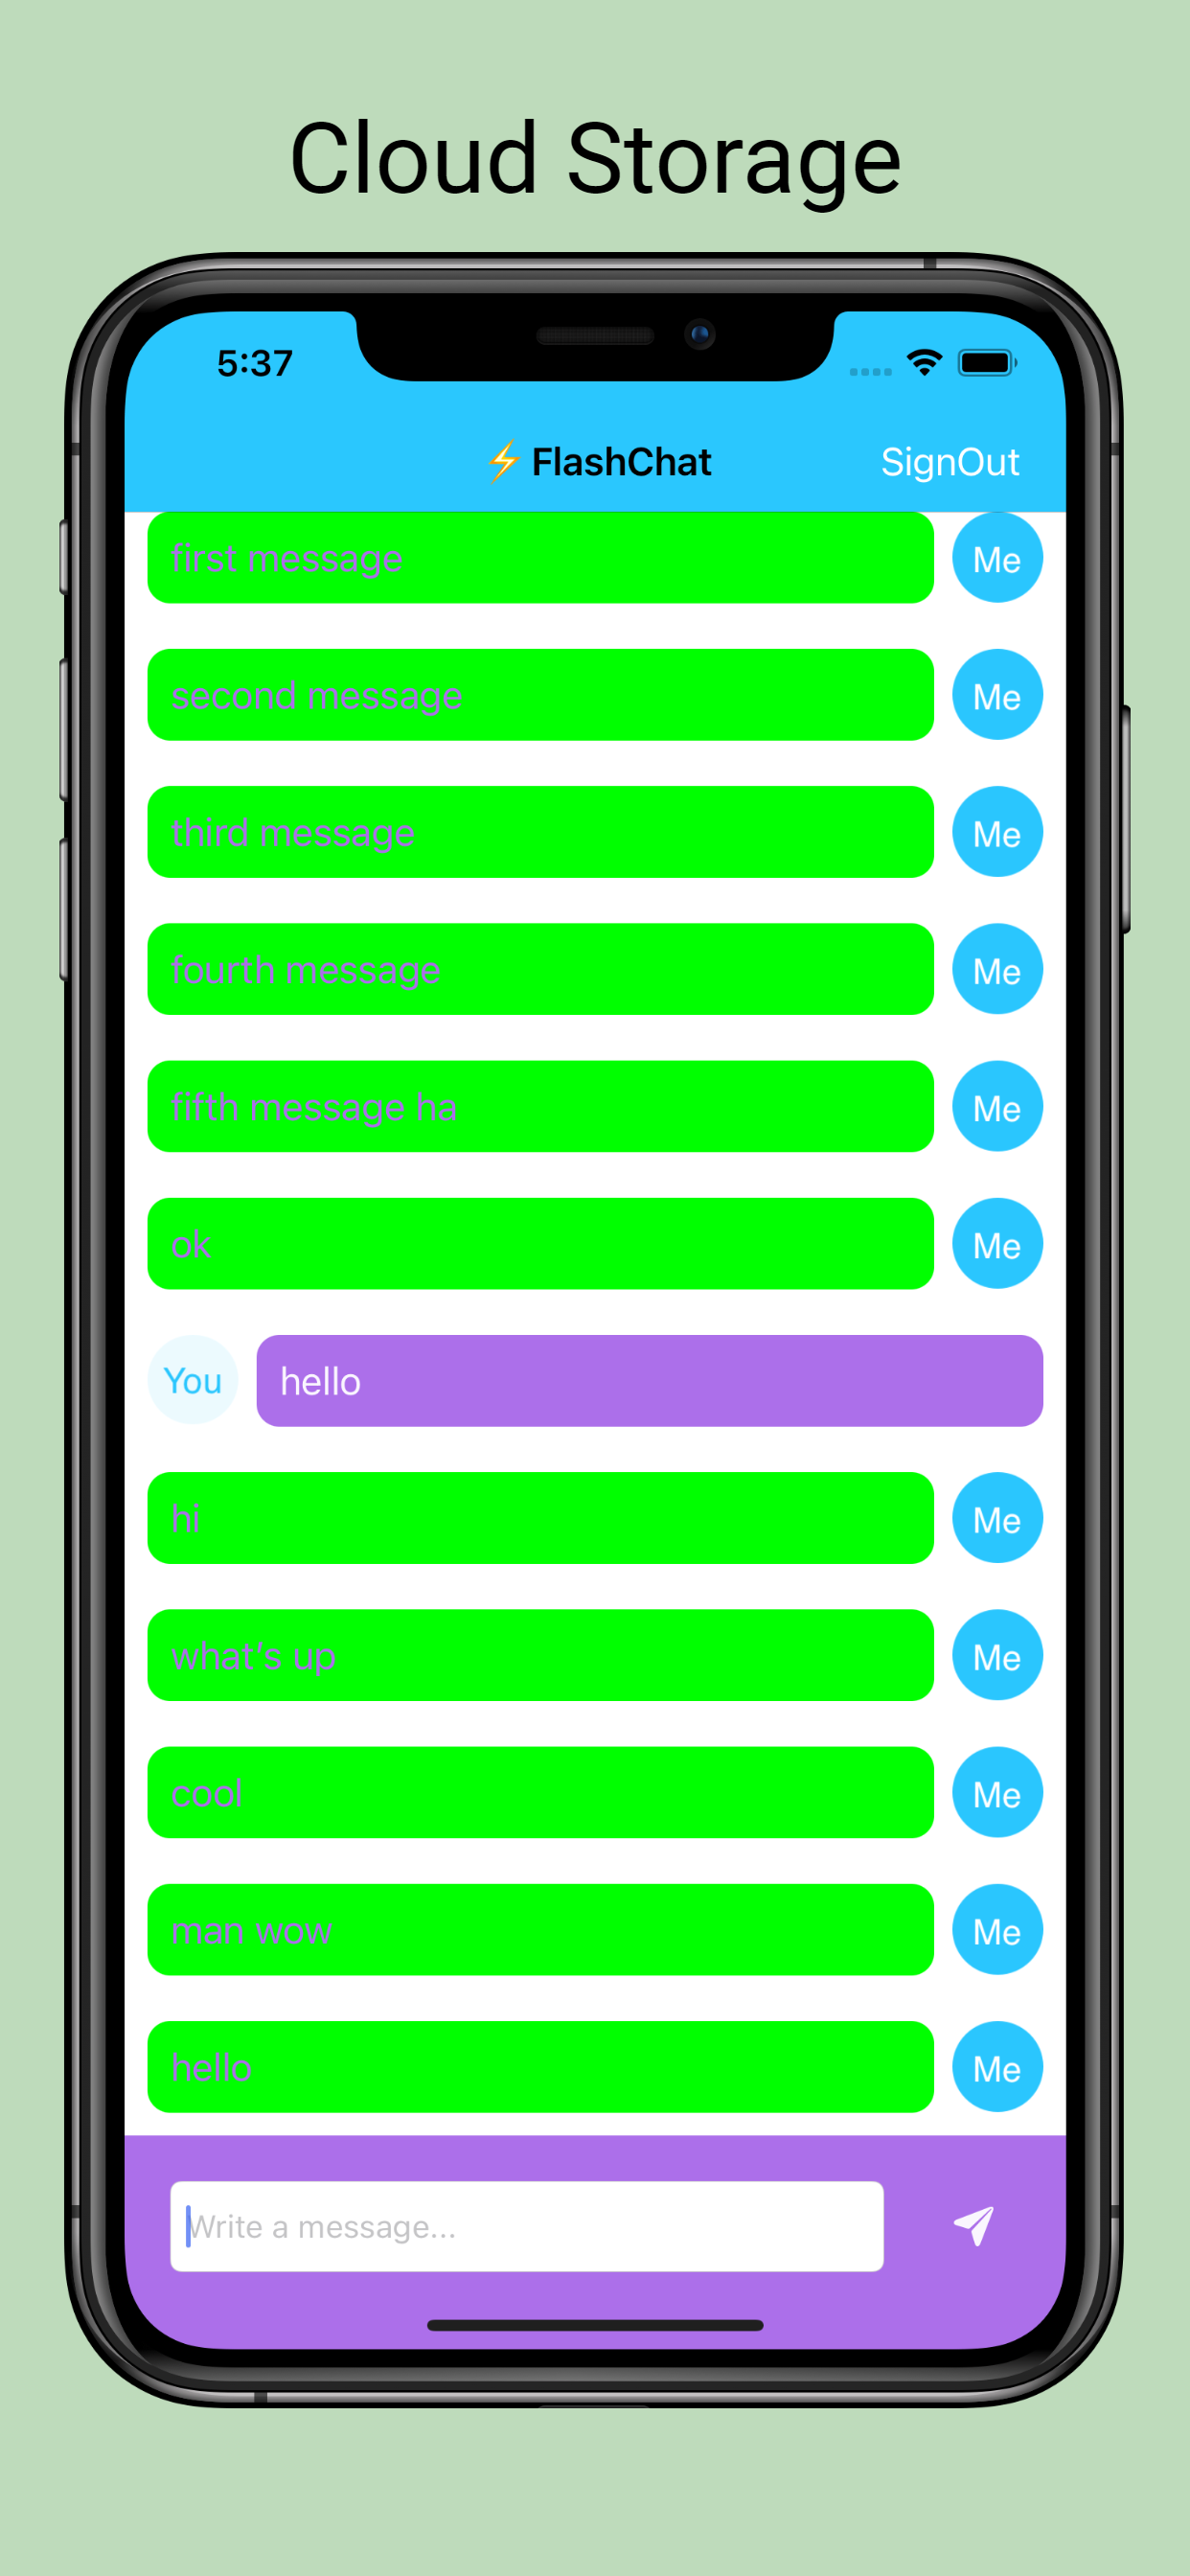 Cloud Storage
5:37
⚡FlashChat SignOut
first message Me
second message Me
third message Me
fourth message Me
fifth message ha Me
ok Me
You hello
hi Me
what's up Me
cool Me
man wow Me
hello Me
Write a message...